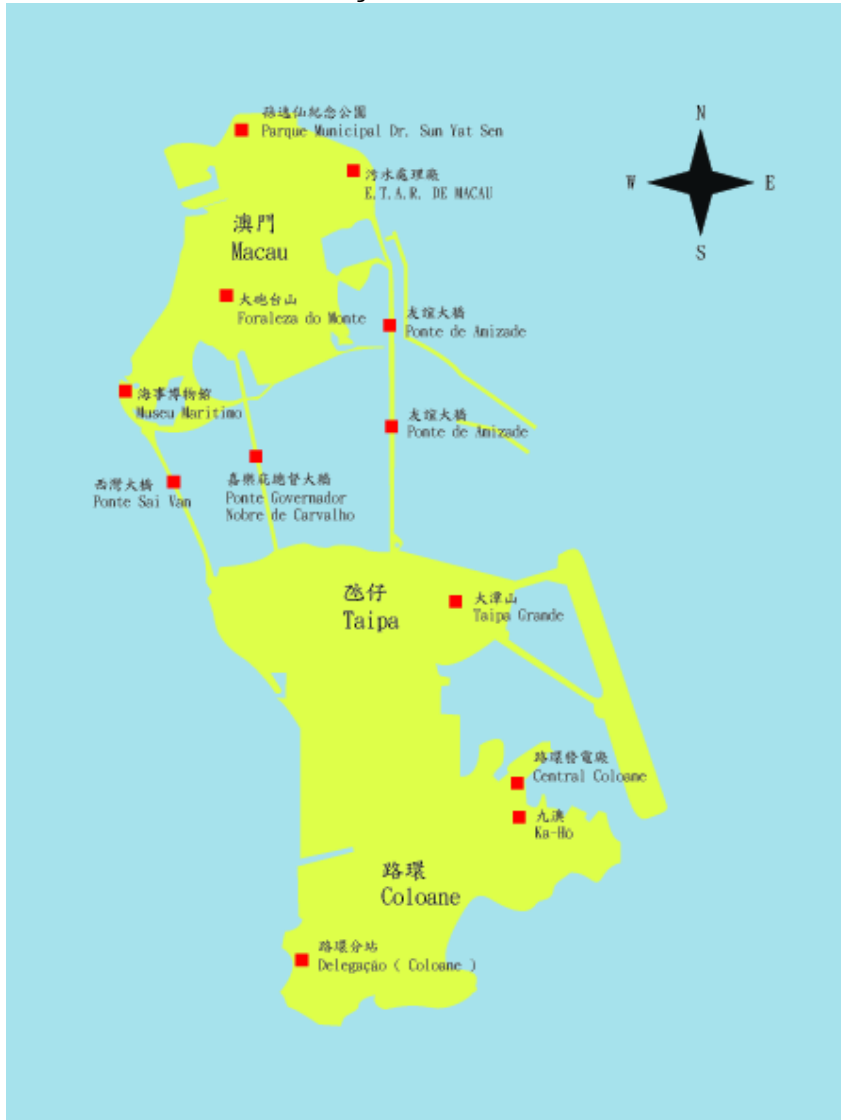 孫逸仙紀念公園
Parque Municipal Dr. Sun Yat Sen
N
W
E
S
污水處理廠
E.T.A.R. DE MACAU
澳門
Macau
大砲台山
Foraleza do Monte
友誼大橋
Ponte de Amizade
海事博物館
Museu Maritimo
友誼大橋
Ponte de Amizade
西灣大橋
Ponte Sai Van
嘉樂庇總督大橋
Ponte Governador
Nobre de Carvalho
氹仔
Taipa
大潭山
Taipa Grande
路環發電廠
Central Coloane
九澳
Ka-Ho
路環
Coloane
路環分站
Delegação ( Coloane )